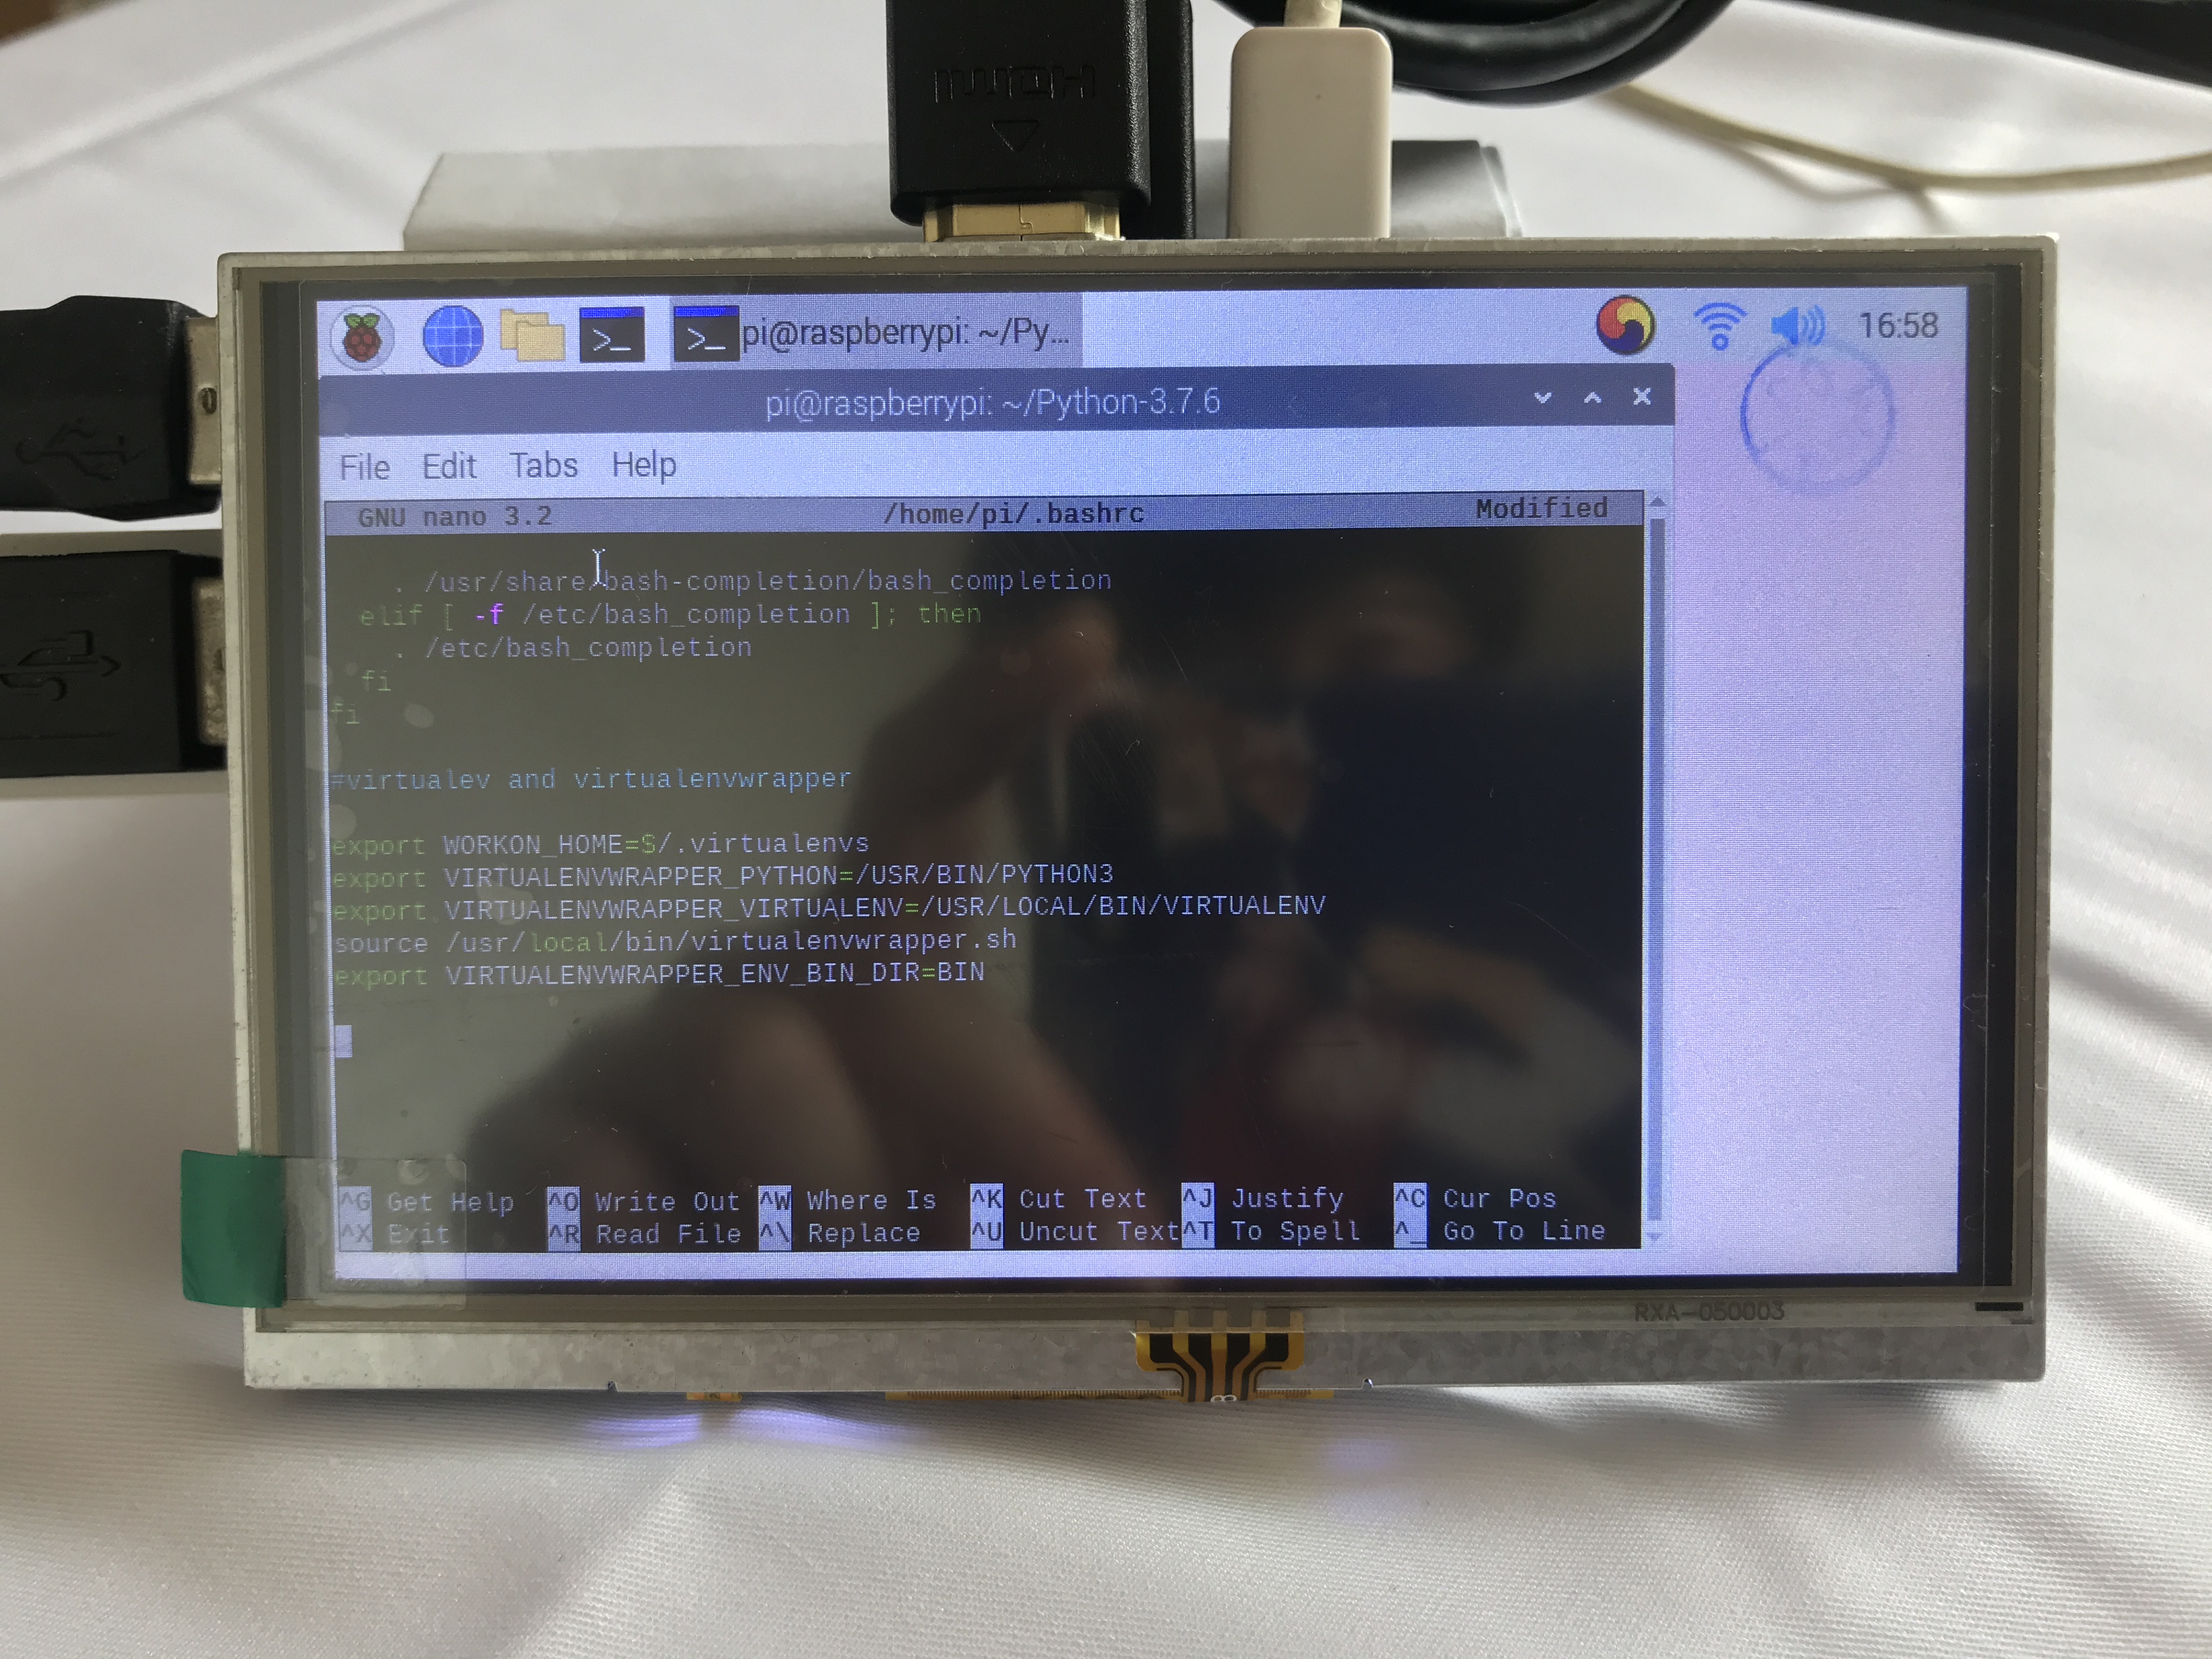 HDMI
pi@raspberrypi: ~/Py...
16:58
pi@raspberrypi: ~/Python-3.7.6
File Edit Tabs Help
GNU nano 3.2 /home/pi/.bashrc Modified
. /usr/share/bash-completion/bash_completion
elif [ -f /etc/bash_completion ]; then
. /etc/bash_completion
fi
fi
#virtualev and virtualenvwrapper
export WORKON_HOME=$/.virtualenvs
export VIRTUALENVWRAPPER_PYTHON=/USR/BIN/PYTHON3
export VIRTUALENVWRAPPER_VIRTUALENV=/USR/LOCAL/BIN/VIRTUALENV
source /usr/local/bin/virtualenvwrapper.sh
export VIRTUALENVWRAPPER_ENV_BIN_DIR=BIN
^G Get Help ^O Write Out ^W Where Is ^K Cut Text ^J Justify ^C Cur Pos
^X Exit ^R Read File ^\ Replace ^U Uncut Text ^T To Spell ^_ Go To Line
RXA-050003